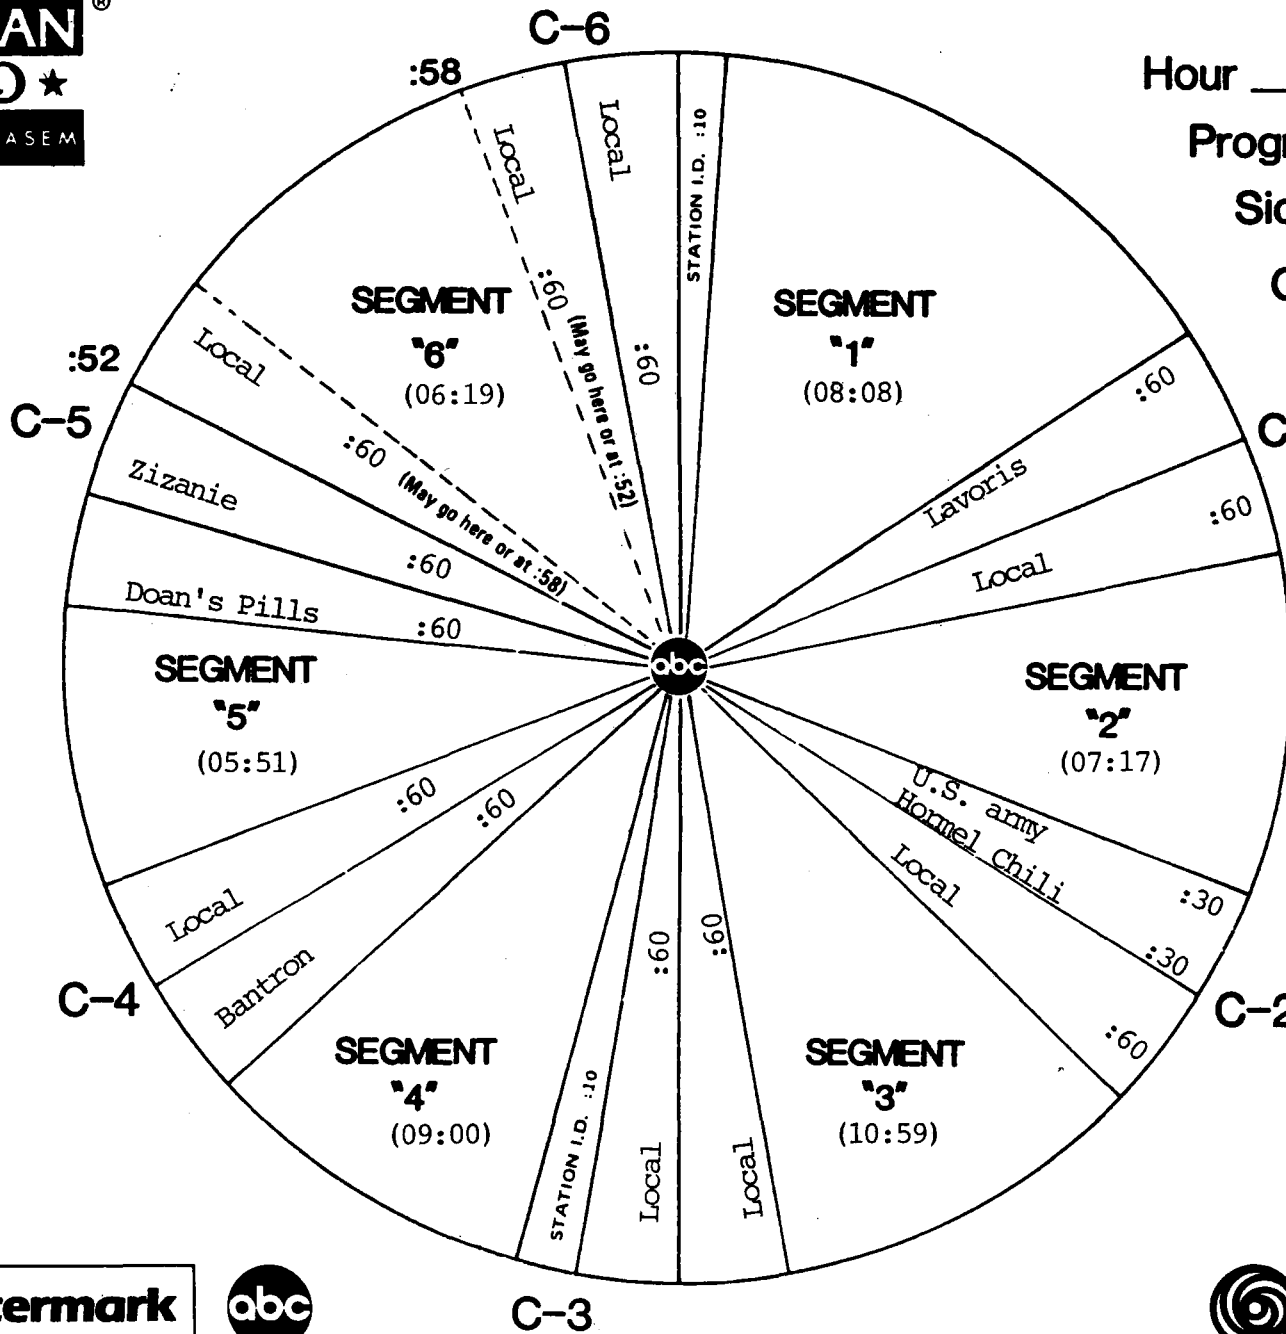 AN®
ASEM
C-6
:58
Hour
Local
Local
STATION I.D. :10
:60
(May go here or at :52)
:60
SEGMENT
"6"
(06:19)
SEGMENT
"1"
(08:08)
:52
C-5
Local
:60
(May go here or at :58)
Zizanie
:60
Doan's Pills
:60
:60
Lavoris
:60
Local
abc
SEGMENT
"5"
(05:51)
SEGMENT
"2"
(07:17)
U.S. army
:30
Hormel Chili
:30
Local
:60
C-2
:60
Local
:60
Bantron
C-4
:60
Local
:60
Local
STATION I.D. :10
SEGMENT
"4"
(09:00)
SEGMENT
"3"
(10:59)
C-3
termark
abc